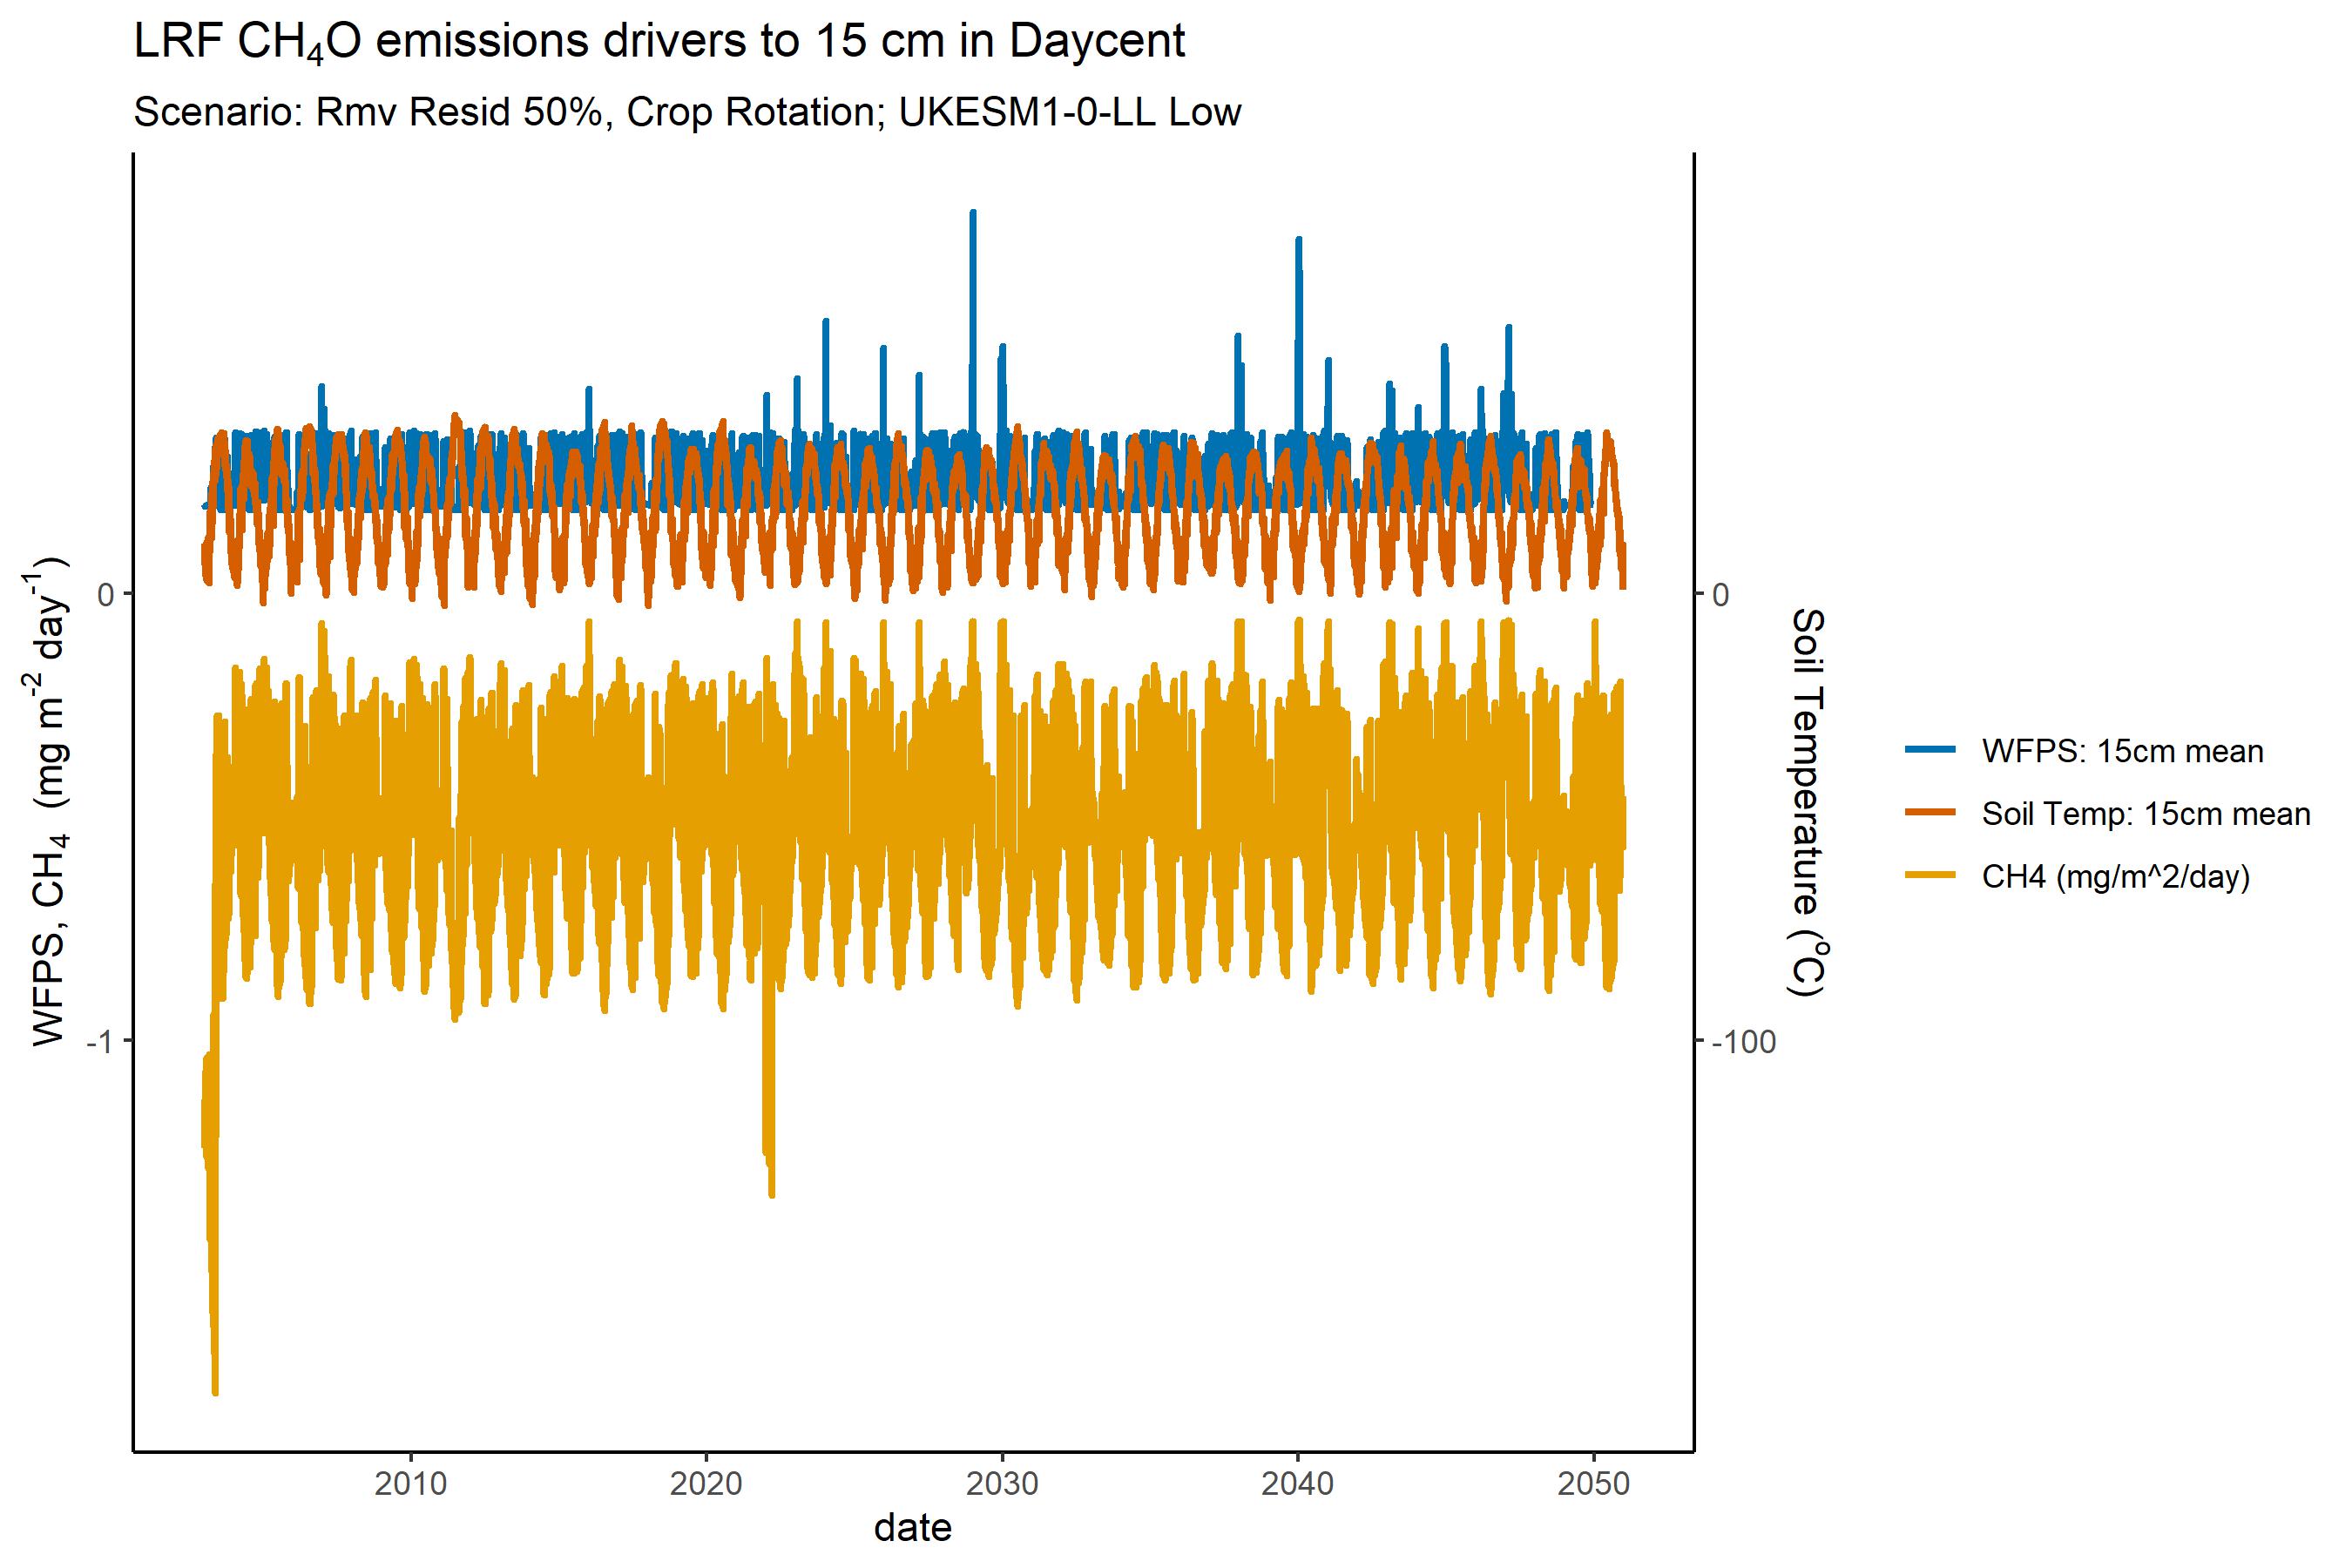 LRF CH₄O emissions drivers to 15 cm in Daycent
Scenario: Rmv Resid 50%, Crop Rotation; UKESM1-0-LL Low
WFPS, CH₄ (mg m⁻² day⁻¹)
0
-1
0
-100
Soil Temperature (ᵒC)
WFPS: 15cm mean
Soil Temp: 15cm mean
CH4 (mg/m^2/day)
2010 2020 2030 2040 2050
date